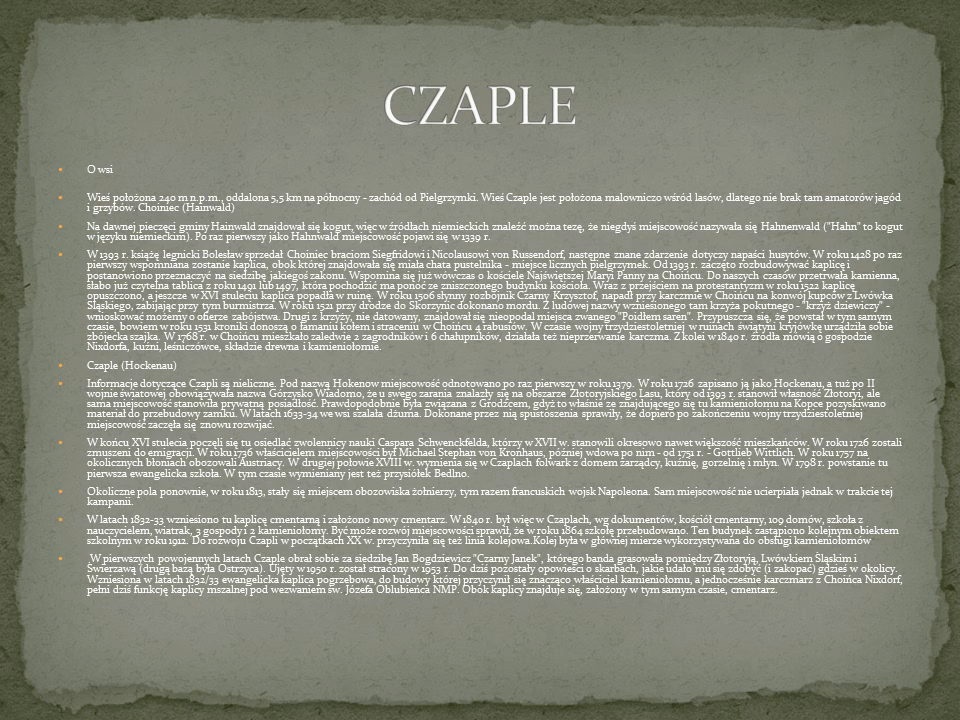 CZAPLE
O wsi
Wieś położona 240 m n.p.m., oddalona 5,5 km na północny - zachód od Pielgrzymki. Wieś Czaple jest położona malowniczo wśród lasów, dlatego nie brak tam amatorów jagód
i grzybów. Choiniec (Hainwald)
Na dawnej pieczęci gminy Hainwald znajdował się kogut, więc w źródłach niemieckich znaleźć można tezę, że niegdyś miejscowość nazywała się Hahnenwald ("Hahn" to kogut
w języku niemieckim). Po raz pierwszy jako Hahnwald miejscowość pojawi się w 1339 r.
W 1393 r. książę legnicki Bolesław sprzedał Choiniec braciom Siegfridowi i Nicolausowi von Russendorf, następne znane zdarzenie dotyczy napaści husytów. W roku 1428 po raz
pierwszy wspomniana zostanie kaplica, obok której znajdowała się miała chata pustelnika - miejsce licznych pielgrzymek. Od 1393 r. zaczęto rozbudowywać kaplicę i
postanowiono przeznaczyć na siedzibę jakiegoś zakonu. Wspomina się już wówczas o kościele Najświętszej Maryi Panny na Choińcu. Do naszych czasów przetrwała kamienna,
słabo już czytelna tablica z roku 1491 lub 1497, która pochodzić ma ponoć ze zniszczonego budynku kościoła. Wraz z przejściem na protestantyzm w roku 1522 kaplicę
opuszczono, a jeszcze w XVI stuleciu kaplica popadła w ruinę. W roku 1506 słynny rozbójnik Czarny Krzysztof, napadł przy karczmie w Choińcu na konwój kupców z Lwówka
Śląskiego, zabijając przy tym burmistrza. W roku 1521 przy drodze do Skorzynic dokonano mordu. Z ludowej nazwy wzniesionego tam krzyża pokutnego - "krzyż dziewiczy" -
wnioskować możemy o ofierze zabójstwa. Drugi z krzyży, nie datowany, znajdował się nieopodal miejsca zwanego "Poidłem saren". Przypuszcza się, że powstał w tym samym
czasie, bowiem w roku 1531 kroniki donoszą o łamaniu kołem i straceniu w Choińcu 4 rabusiów. W czasie wojny trzydziestoletniej w ruinach świątyni kryjówkę urządziła sobie
zbójecka szajka. W 1768 r. w Choińcu mieszkało zaledwie 2 zagrodników i 6 chałupników, działała też nieprzerwanie karczma. Z kolei w 1840 r. źródła mówią o gospodzie
Nixdorfa, kuźni, leśniczówce, składzie drewna i kamieniołomie.
Czaple (Hockenau)
Informacje dotyczące Czapli są nieliczne. Pod nazwą Hokenow miejscowość odnotowano po raz pierwszy w roku 1379. W roku 1726 zapisano ją jako Hockenau, a tuż po II
wojnie światowej obowiązywała nazwa Górzysko Wiadomo, że u swego zarania znalazły się na obszarze Złotoryjskiego Lasu, który od 1393 r. stanowił własność Złotoryi, ale
sama miejscowość stanowiła prywatną posiadłość. Prawdopodobnie była związana z Grodźcem, gdyż to właśnie ze znajdującego się tu kamieniołomu na Kopce pozyskiwano
materiał do przebudowy zamku. W latach 1633-34 we wsi szalała dżuma. Dokonane przez nią spustoszenia sprawiły, że dopiero po zakończeniu wojny trzydziestoletniej
miejscowość zaczęła się znowu rozwijać.
W końcu XVI stulecia poczęli się tu osiedlać zwolennicy nauki Caspara Schwenckfelda, którzy w XVII w. stanowili okresowo nawet większość mieszkańców. W roku 1726 zostali
zmuszeni do emigracji. W roku 1736 właścicielem miejscowości był Michael Stephan von Kronhaus, później wdowa po nim - od 1751 r. - Gottlieb Wittlich. W roku 1757 na
okolicznych błoniach obozowali Austriacy. W drugiej połowie XVIII w. wymienia się w Czaplach folwark z domem zarządcy, kuźnię, gorzelnię i młyn. W 1798 r. powstanie tu
pierwsza ewangelicka szkoła. W tym czasie wymieniany jest też przysiółek Bedlno.
Okoliczne pola ponownie, w roku 1813, stały się miejscem obozowiska żołnierzy, tym razem francuskich wojsk Napoleona. Sam miejscowość nie ucierpiała jednak w trakcie tej
kampanii.
W latach 1832-33 wzniesiono tu kaplicę cmentarną i założono nowy cmentarz. W 1840 r. był więc w Czaplach, wg dokumentów, kościół cmentarny, 109 domów, szkoła z
nauczycielem, wiatrak, 3 gospody i 2 kamieniołomy. Być może rozwój miejscowości sprawił, że w roku 1864 szkołę przebudowano. Ten budynek zastąpiono kolejnym obiektem
szkolnym w roku 1912. Do rozwoju Czapli w początkach XX w. przyczyniła się też linia kolejowa.Kolej była w głównej mierze wykorzystywana do obsługi kamieniołomów
W pierwszych powojennych latach Czaple obrał sobie za siedzibę Jan Bogdziewicz "Czarny Janek", którego banda grasowała pomiędzy Złotoryją, Lwówkiem Śląskim i
Świerzawą (drugą bazą była Ostrzyca). Ujęty w 1950 r. został stracony w 1953 r. Do dziś pozostały opowieści o skarbach, jakie udało mu się zdobyć (i zakopać) gdzieś w okolicy.
Wzniesiona w latach 1832/33 ewangelicka kaplica pogrzebowa, do budowy której przyczynił się znacząco właściciel kamieniołomu, a jednocześnie karczmarz z Choińca Nixdorf,
pełni dziś funkcję kaplicy mszalnej pod wezwaniem św. Józefa Oblubieńca NMP. Obok kaplicy znajduje się, założony w tym samym czasie, cmentarz.